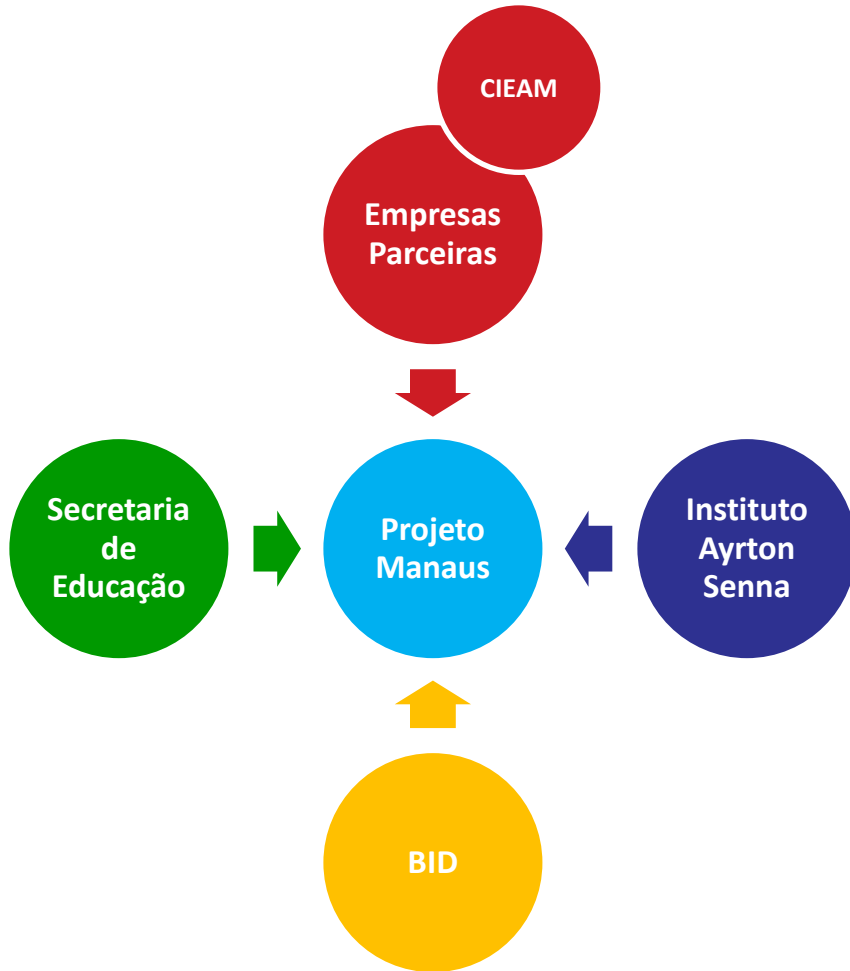 CIEAM
Empresas
Parceiras
Secretaria
de
Educação
Projeto
Manaus
Instituto
Ayrton
Senna
BID